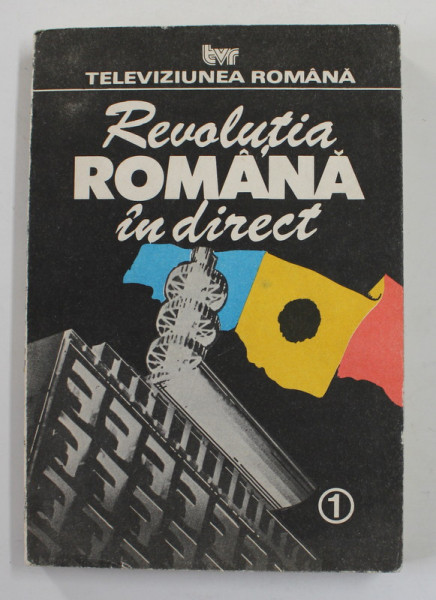 tvr
TELEVIZIUNEA ROMÂNĂ
Revoluția
ROMÂNĂ
în direct
1